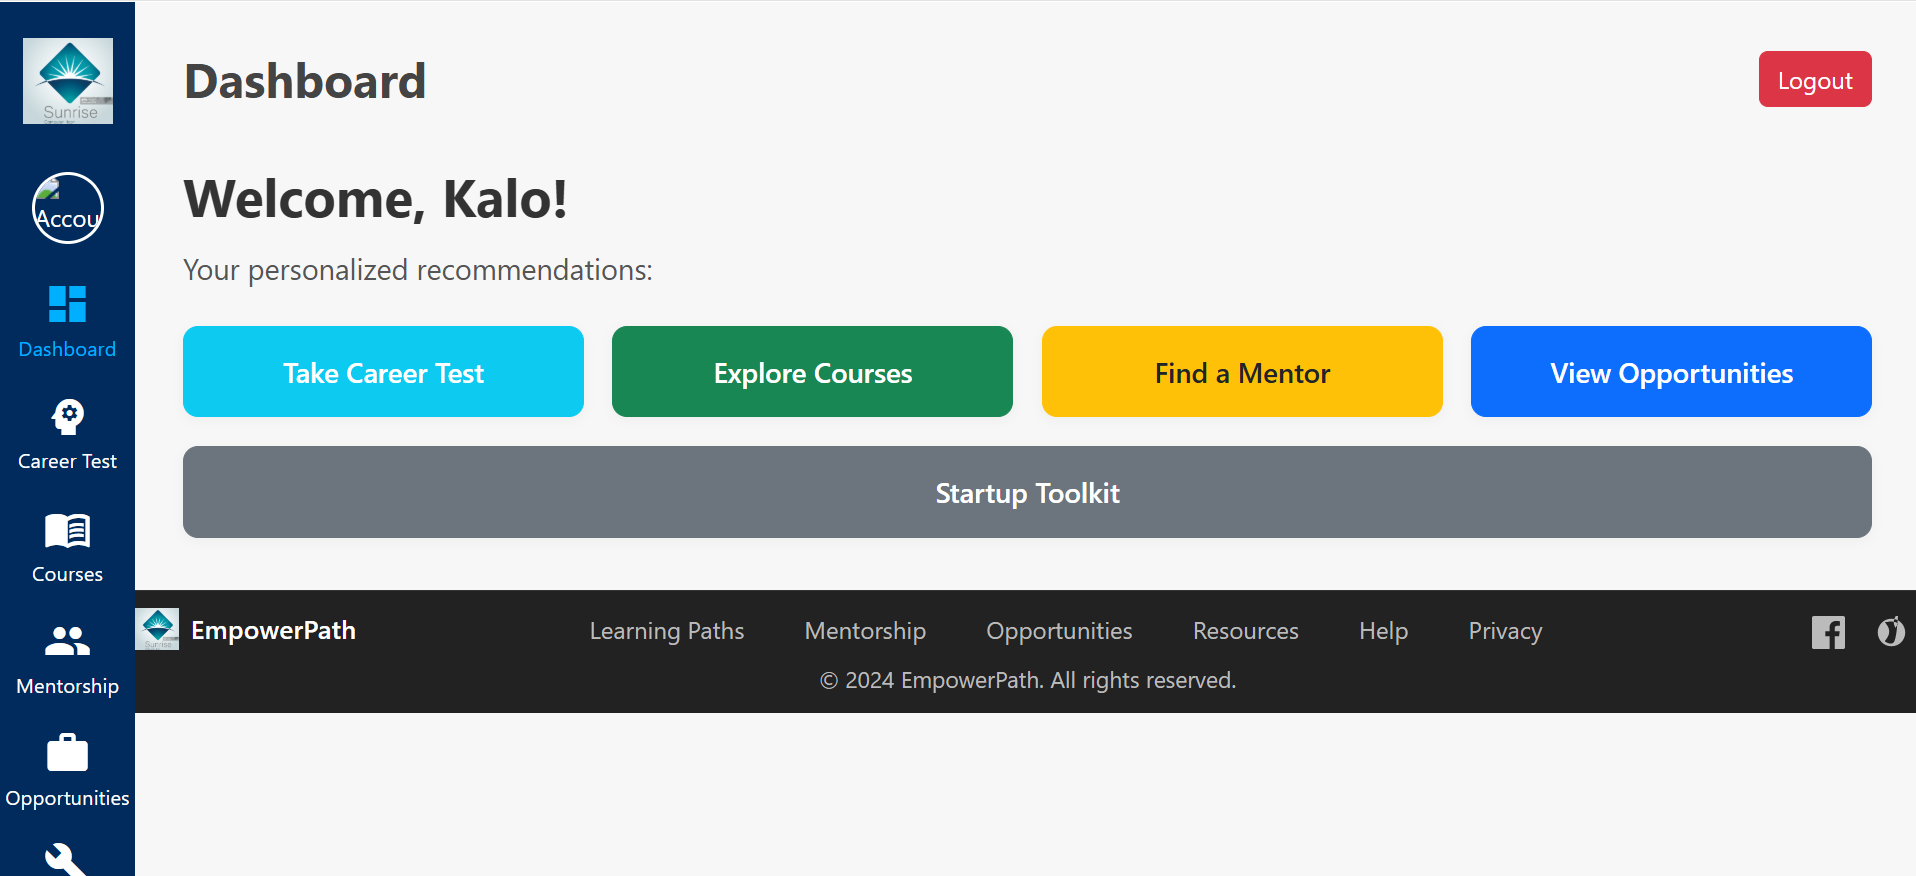 Sunrise
Accou
Dashboard
Career Test
Courses
Mentorship
Opportunities
Dashboard
Logout
Welcome, Kalo!
Your personalized recommendations:
Take Career Test
Explore Courses
Find a Mentor
View Opportunities
Startup Toolkit
Sunrise
EmpowerPath
Learning Paths
Mentorship
Opportunities
Resources
Help
Privacy
© 2024 EmpowerPath. All rights reserved.